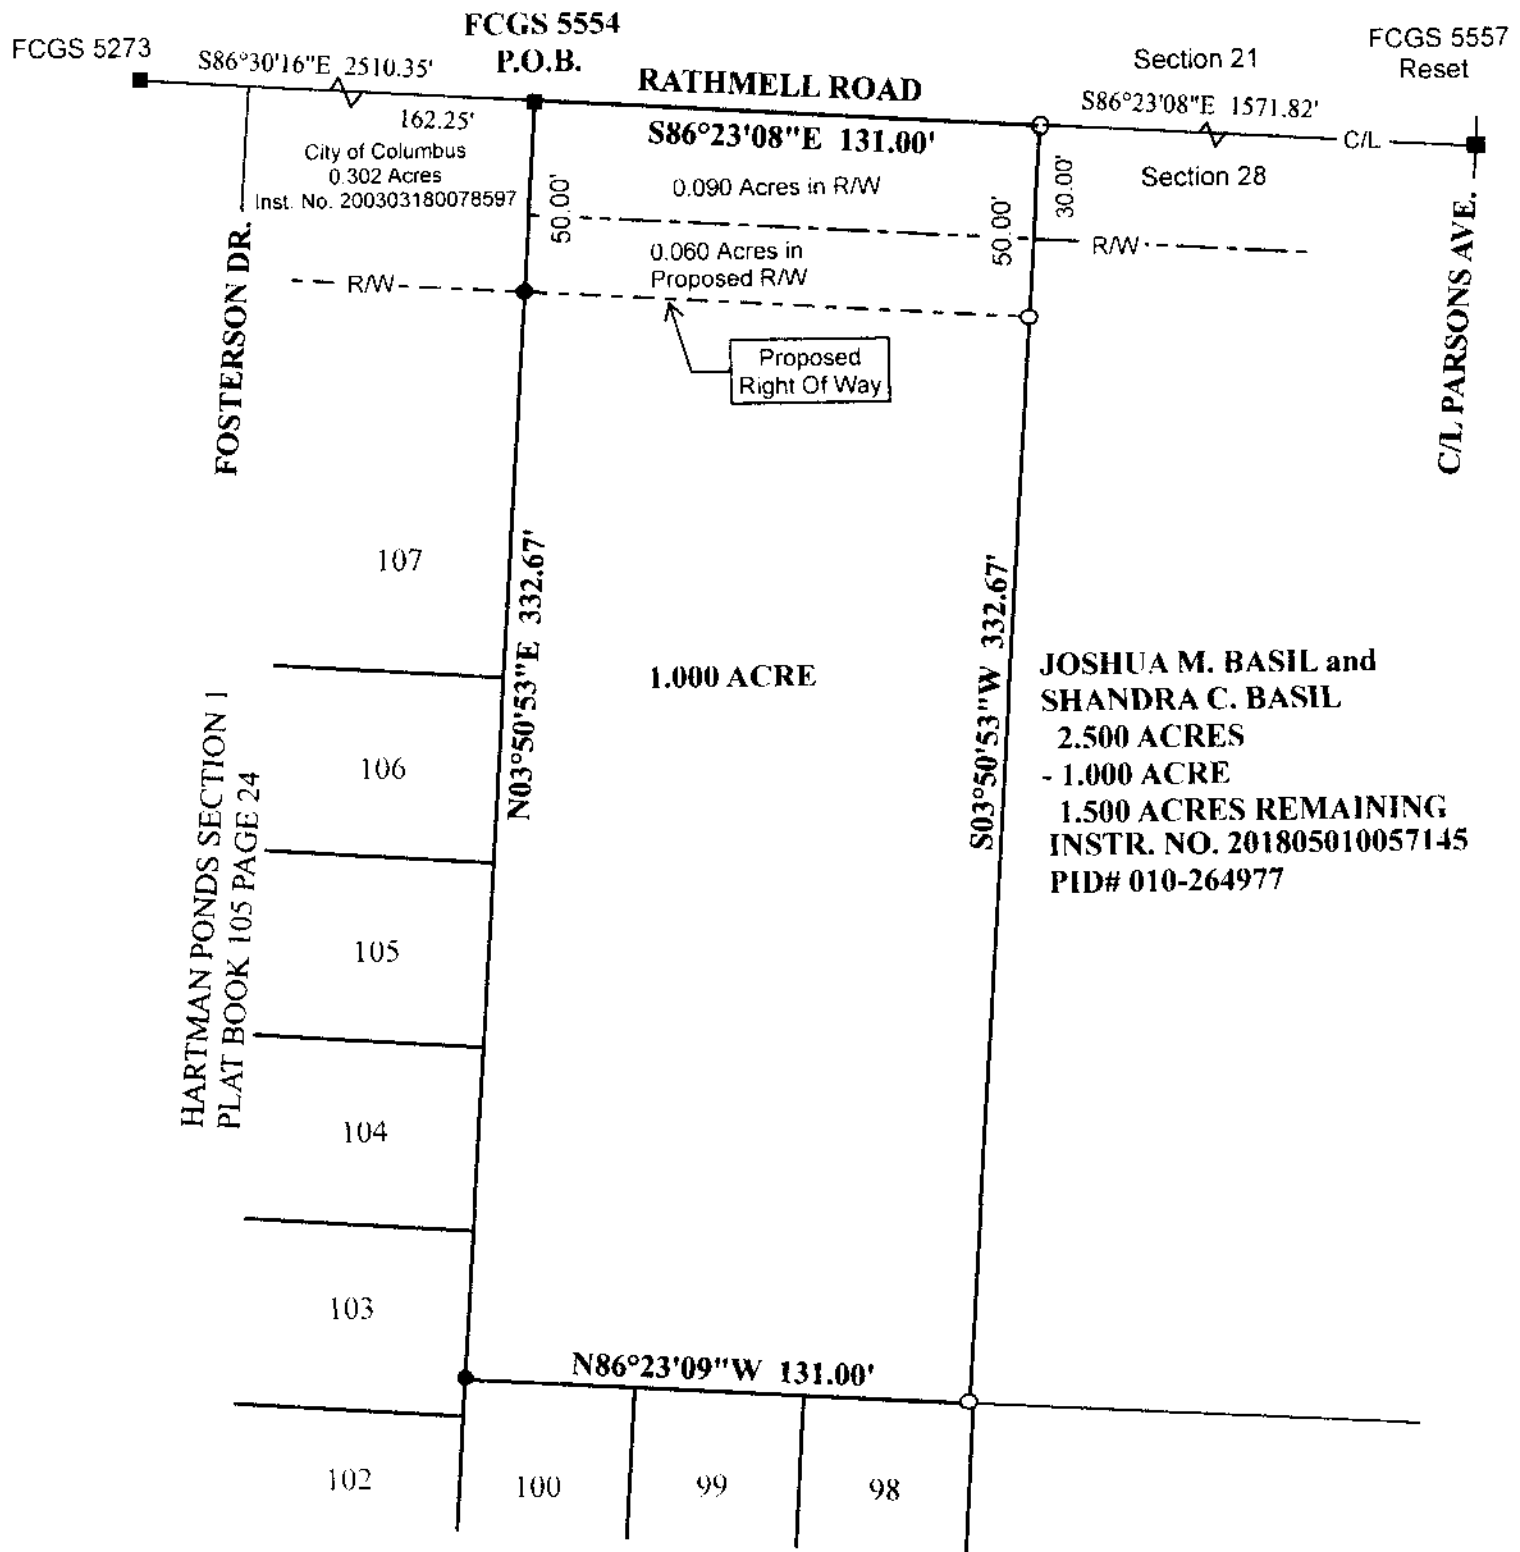 FCGS 5273
FCGS 5554
P.O.B.
FCGS 5557
Reset
S86°30'16"E 2510.35'
RATHMELL ROAD
Section 21
S86°23'08"E 1571.82'
162.25'
S86°23'08"E 131.00'
C/L
City of Columbus
0.302 Acres
Inst. No. 200303180078597
50.00'
0.090 Acres in R/W
50.00'
30.00'
Section 28
R/W
0.060 Acres in
Proposed R/W
R/W
Proposed
Right Of Way
FOSTERSON DR.
C/L PARSONS AVE.
107
N03°50'53"E 332.67'
S03°50'53"W 332.67'
1.000 ACRE
JOSHUA M. BASIL and
SHANDRA C. BASIL
2.500 ACRES
- 1.000 ACRE
1.500 ACRES REMAINING
INSTR. NO. 201805010057145
PID# 010-264977
HARTMAN PONDS SECTION 1
PLAT BOOK 105 PAGE 24
106
105
104
103
N86°23'09"W 131.00'
102
100
99
98